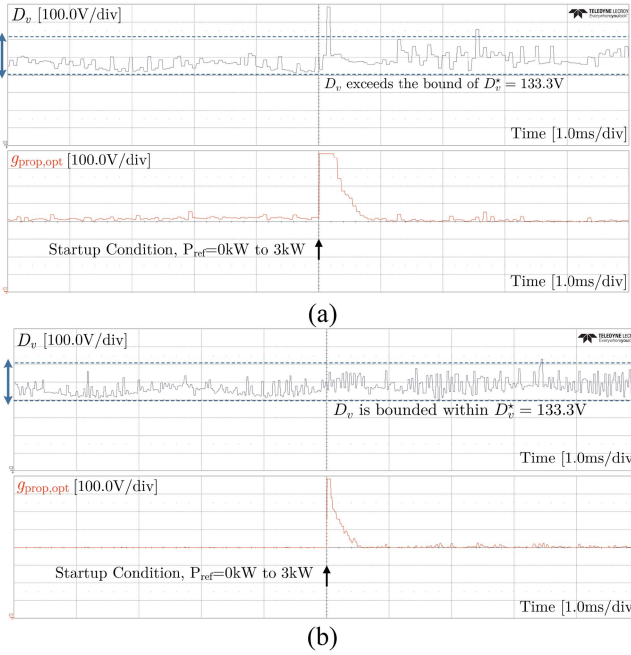 D_v [100.0V/div]
TELEDYNE LECROY
Everywhereyoulook™
D_v exceeds the bound of D_v^⋆ = 133.3V
Time [1.0ms/div]
g_prop,opt [100.0V/div]
Startup Condition, P_ref=0kW to 3kW
Time [1.0ms/div]
(a)
D_v [100.0V/div]
TELEDYNE LECROY
D_v is bounded within D_v^⋆ = 133.3V
Time [1.0ms/div
g_prop,opt [100.0V/div]
Startup Condition, P_ref=0kW to 3kW
Time [1.0ms/div
(b)